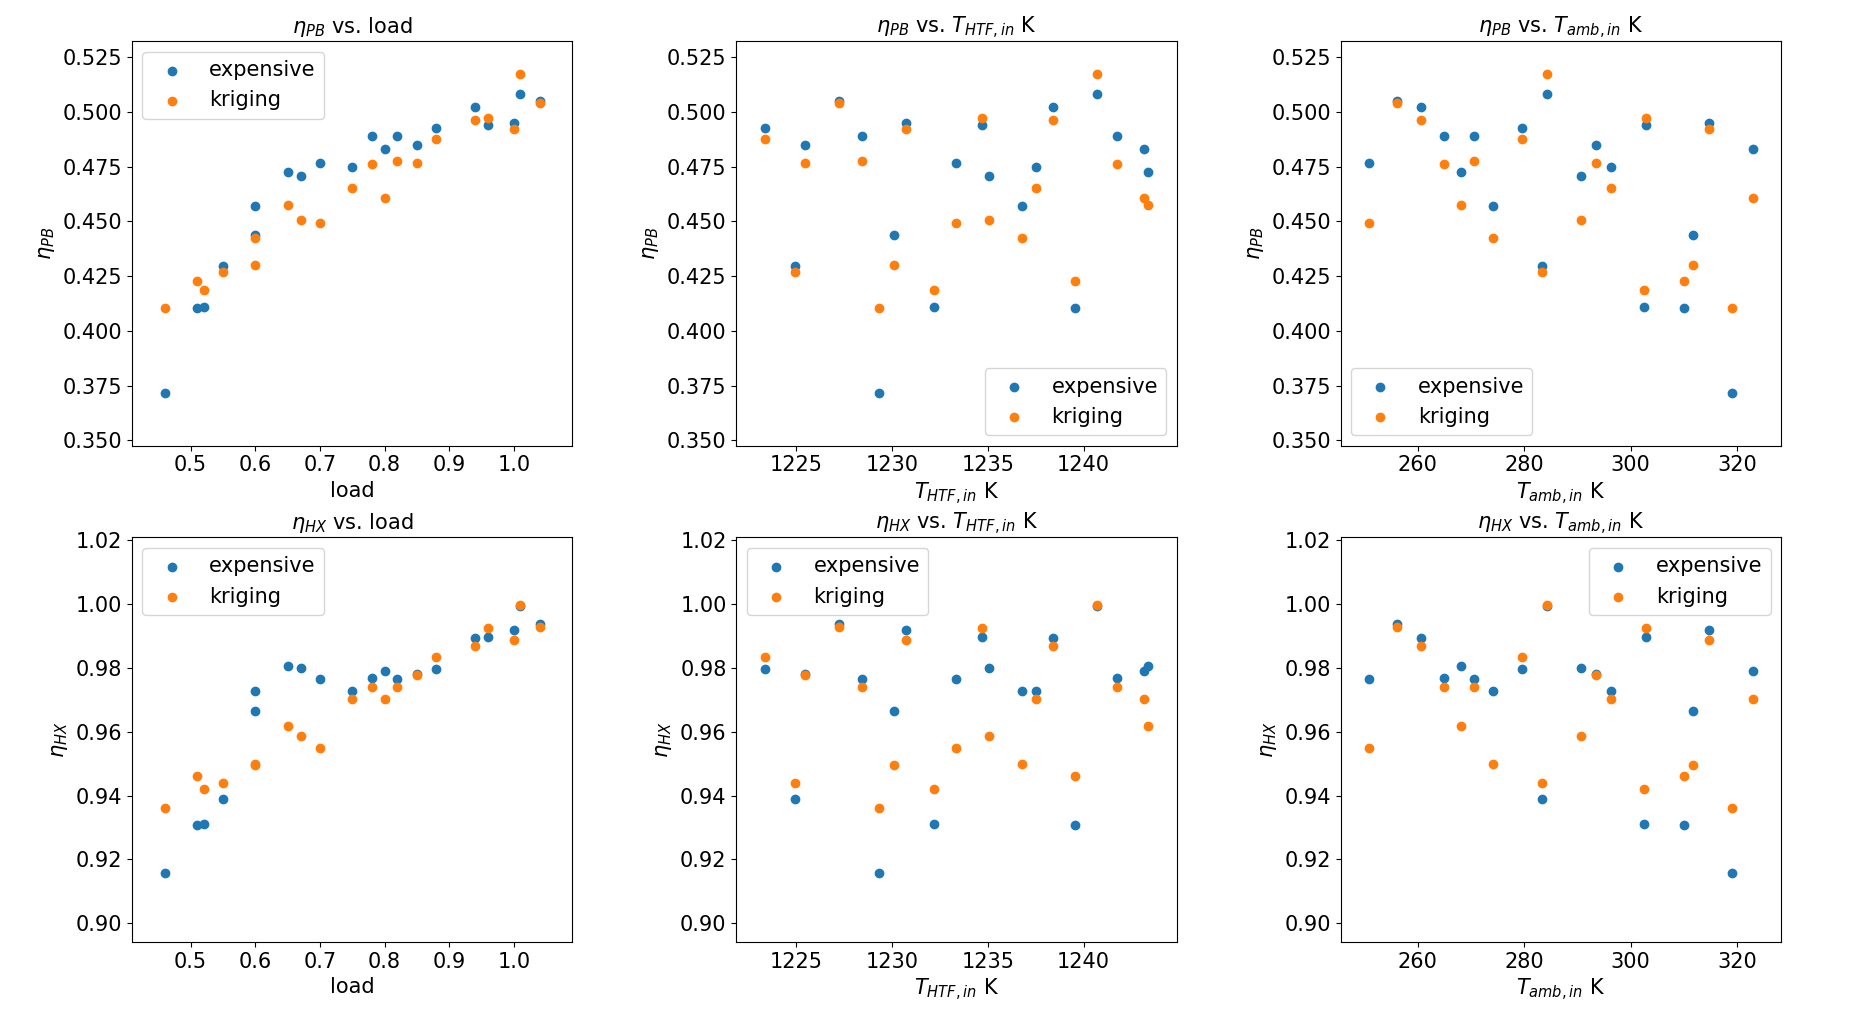 η_PB vs. load
0.525
0.500
0.475
0.450
0.425
0.400
0.375
0.350
η_PB
expensive
kriging
0.5 0.6 0.7 0.8 0.9 1.0
load
η_PB vs. T_HTF,in K
0.525
0.500
0.475
0.450
0.425
0.400
0.375
0.350
η_PB
expensive
kriging
1225 1230 1235 1240
T_HTF,in K
η_PB vs. T_amb,in K
0.525
0.500
0.475
0.450
0.425
0.400
0.375
0.350
η_PB
expensive
kriging
260 280 300 320
T_amb,in K
η_HX vs. load
1.02
1.00
0.98
0.96
0.94
0.92
0.90
η_HX
expensive
kriging
0.5 0.6 0.7 0.8 0.9 1.0
load
η_HX vs. T_HTF,in K
1.02
1.00
0.98
0.96
0.94
0.92
0.90
η_HX
expensive
kriging
1225 1230 1235 1240
T_HTF,in K
η_HX vs. T_amb,in K
1.02
1.00
0.98
0.96
0.94
0.92
0.90
η_HX
expensive
kriging
260 280 300 320
T_amb,in K